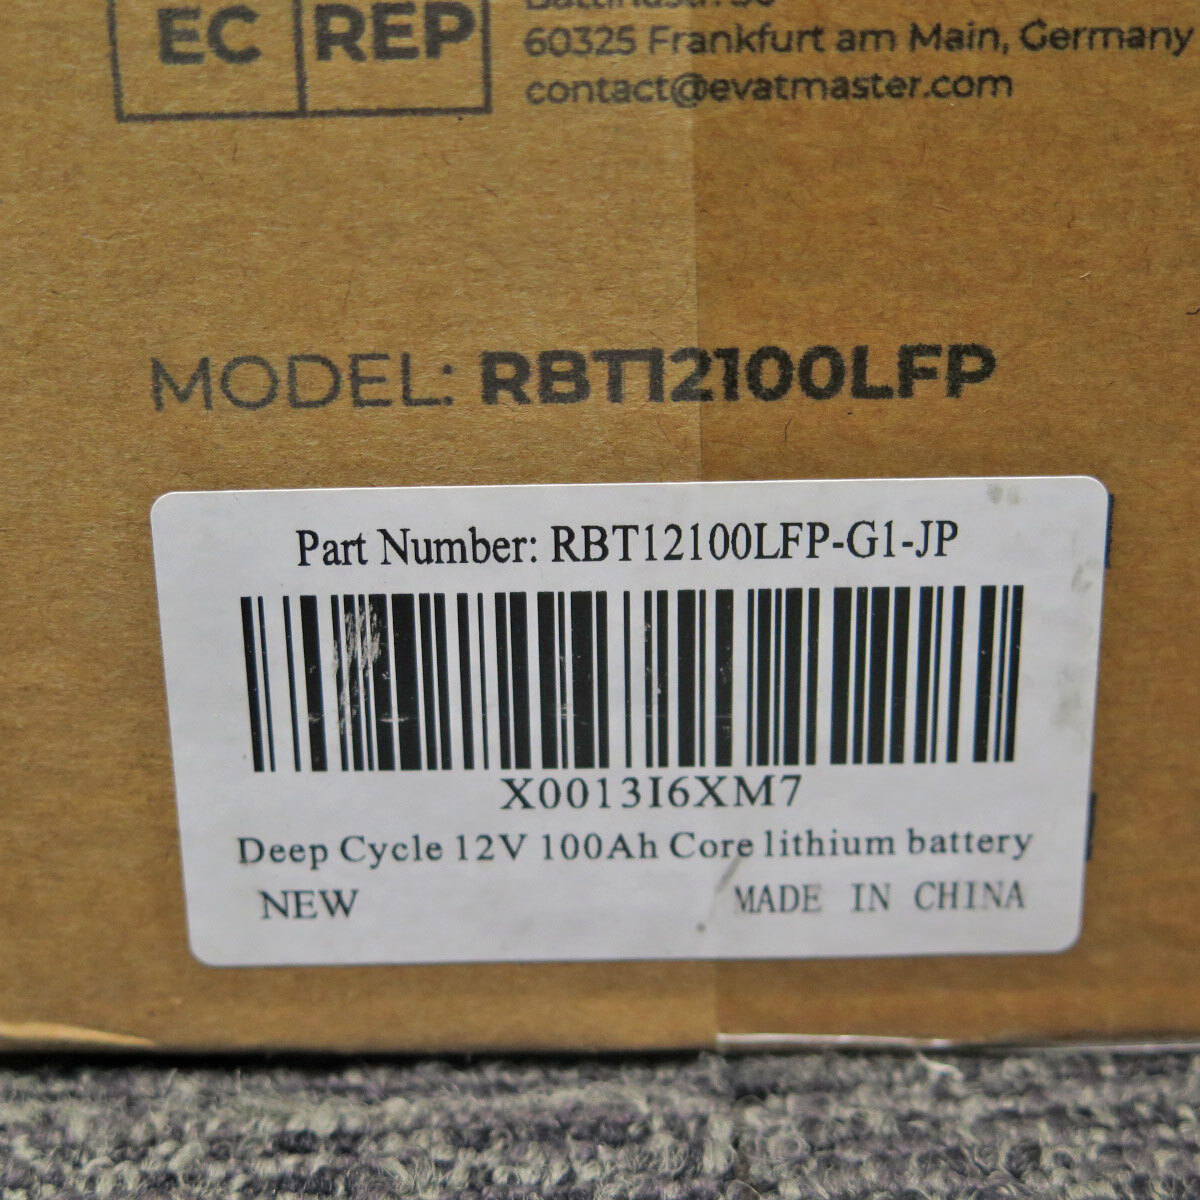 EC REP
60325 Frankfurt am Main, Germany
contact@evatmaster.com
MODEL: RBT12100LFP
Part Number: RBT12100LFP-G1-JP
X0013I6XM7
Deep Cycle 12V 100Ah Core lithium battery
NEW MADE IN CHINA